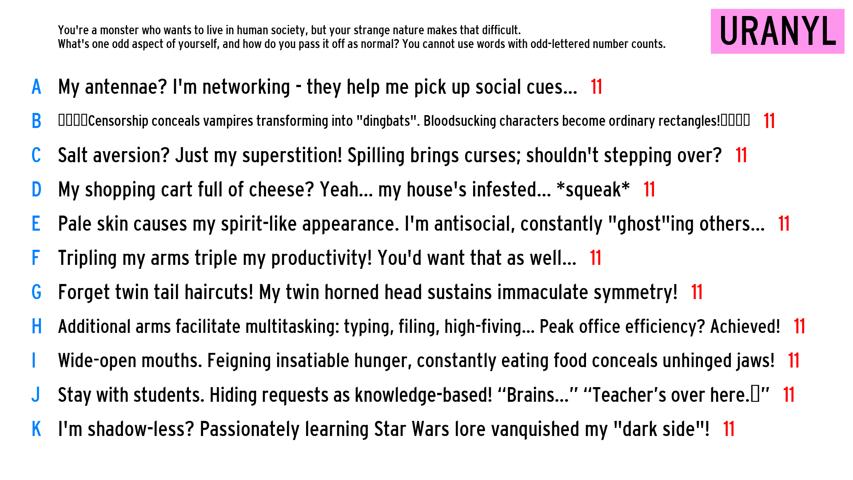 You're a monster who wants to live in human society, but your strange nature makes that difficult.
What's one odd aspect of yourself, and how do you pass it off as normal? You cannot use words with odd-lettered number counts.
URANYL
A My antennae? I'm networking - they help me pick up social cues... 11
B ▯▯▯▯Censorship conceals vampires transforming into "dingbats". Bloodsucking characters become ordinary rectangles!▯▯▯▯ 11
C Salt aversion? Just my superstition! Spilling brings curses; shouldn't stepping over? 11
D My shopping cart full of cheese? Yeah... my house's infested... *squeak* 11
E Pale skin causes my spirit-like appearance. I'm antisocial, constantly "ghost"ing others... 11
F Tripling my arms triple my productivity! You'd want that as well... 11
G Forget twin tail haircuts! My twin horned head sustains immaculate symmetry! 11
H Additional arms facilitate multitasking: typing, filing, high-fiving... Peak office efficiency? Achieved! 11
I Wide-open mouths. Feigning insatiable hunger, constantly eating food conceals unhinged jaws! 11
J Stay with students. Hiding requests as knowledge-based! “Brains...” “Teacher’s over here.▯” 11
K I'm shadow-less? Passionately learning Star Wars lore vanquished my "dark side"! 11